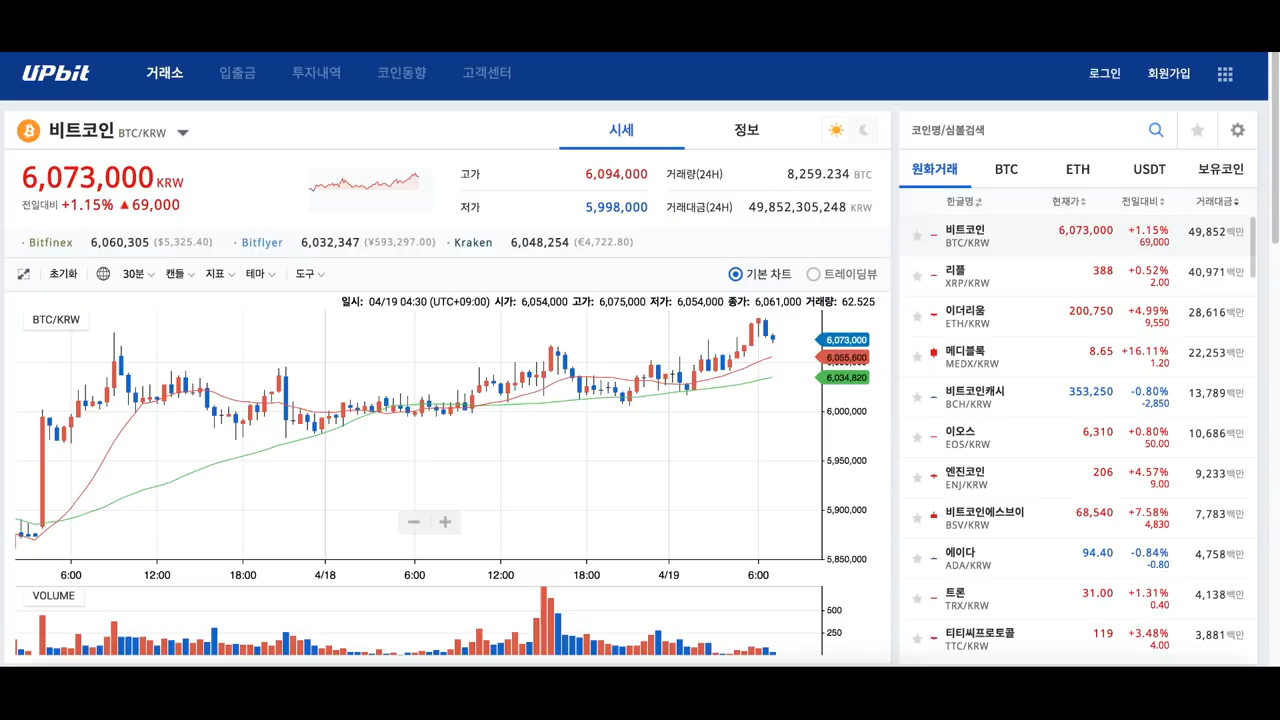 UPbit 거래소 입출금 투자내역 코인동향 고객센터 로그인 회원가입
비트코인 BTC/KRW 시세 정보
6,073,000 KRW
전일대비 +1.15% ▲69,000
고가 6,094,000 거래량(24H) 8,259.234 BTC
저가 5,998,000 거래대금(24H) 49,852,305,248 KRW
· Bitfinex 6,060,305 ($5,325.40) · Bitflyer 6,032,347 (¥593,297.00) · Kraken 6,048,254 (€4,722.80)
초기화 30분 캔들 지표 테마 도구 기본 차트 트레이딩뷰
일시: 04/19 04:30 (UTC+09:00) 시가: 6,054,000 고가: 6,075,000 저가: 6,054,000 종가: 6,061,000 거래량: 62.525
BTC/KRW
6,073,000
6,055,600
6,034,820
6,000,000
5,950,000
5,900,000
5,850,000
6:00 12:00 18:00 4/18 6:00 12:00 18:00 4/19 6:00
VOLUME
500
250
코인명/심볼검색
원화거래 BTC ETH USDT 보유코인
한글명 현재가 전일대비 거래대금
비트코인 6,073,000 +1.15% 49,852백만
BTC/KRW 69,000
리플 388 +0.52% 40,971백만
XRP/KRW 2.00
이더리움 200,750 +4.99% 28,616백만
ETH/KRW 9,550
메디블록 8.65 +16.11% 22,253백만
MEDX/KRW 1.20
비트코인캐시 353,250 -0.80% 13,789백만
BCH/KRW -2,850
이오스 6,310 +0.80% 10,686백만
EOS/KRW 50.00
엔진코인 206 +4.57% 9,233백만
ENJ/KRW 9.00
비트코인에스브이 68,540 +7.58% 7,783백만
BSV/KRW 4,830
에이다 94.40 -0.84% 4,758백만
ADA/KRW -0.80
트론 31.00 +1.31% 4,138백만
TRX/KRW 0.40
티티씨프로토콜 119 +3.48% 3,881백만
TTC/KRW 4.00